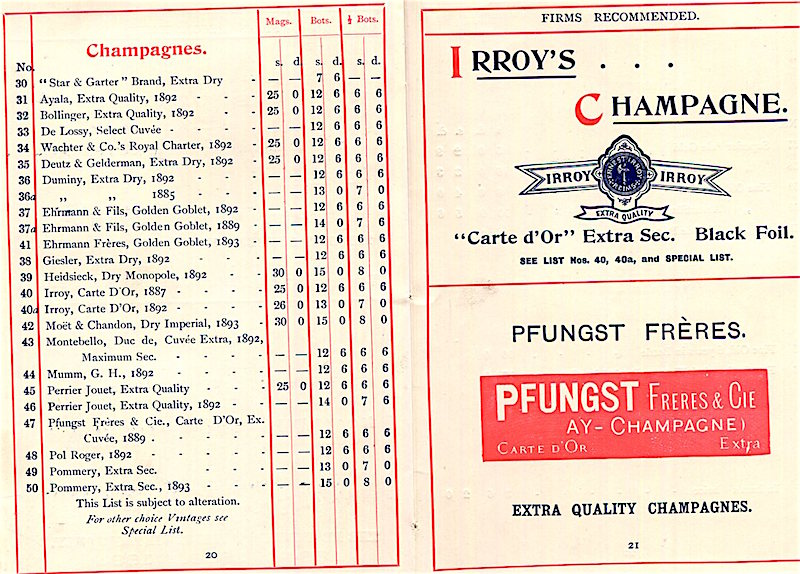 Mags. Bots. ½ Bots.
Champagnes.
No. s. d. s. d. s. d.
30 "Star & Garter" Brand, Extra Dry - — — 7 6 — —
31 Ayala, Extra Quality, 1892 - - - 25 0 12 6 6 6
32 Bollinger, Extra Quality, 1892 - - 25 0 12 6 6 6
33 De Lossy, Select Cuvée - - - - — — 12 6 6 6
34 Wachter & Co.'s Royal Charter, 1892 - 25 0 12 6 6 6
35 Deutz & Gelderman, Extra Dry, 1892 - 25 0 12 6 6 6
36 Duminy, Extra Dry, 1892 - - - - — — 12 6 6 6
36a „ „ 1885 - - - - — — 13 0 7 0
37 Ehrmann & Fils, Golden Goblet, 1892 - — — 12 6 6 6
37a Ehrmann & Fils, Golden Goblet, 1889 - — — 14 0 7 6
41 Ehrmann Frères, Golden Goblet, 1893 - — — 12 6 6 6
38 Giesler, Extra Dry, 1892 - - - - — — 12 6 6 6
39 Heidsieck, Dry Monopole, 1892 - - 30 0 15 0 8 0
40 Irroy, Carte D'Or, 1887 - - - - 25 0 12 6 6 6
40a Irroy, Carte D'Or, 1892 - - - - 26 0 13 0 7 0
42 Moët & Chandon, Dry Imperial, 1893 - 30 0 15 0 8 0
43 Montebello, Duc de, Cuvée Extra, 1892,
Maximum Sec. - - - - — — 12 6 6 6
44 Mumm, G. H., 1892 - - - - — — 12 6 6 6
45 Perrier Jouet, Extra Quality - - - 25 0 12 6 6 6
46 Perrier Jouet, Extra Quality, 1892 - - — — 14 0 7 6
47 Pfungst Frères & Cie., Carte D'Or, Ex.
Cuvée, 1889 - - - - - — — 12 6 6 6
48 Pol Roger, 1892 - - - - - — — 12 6 6 6
49 Pommery, Extra Sec. - - - - — — 13 0 7 0
50 Pommery, Extra Sec., 1893 - - - - — — 15 0 8 0
This List is subject to alteration.
For other choice Vintages see
Special List.
20
FIRMS RECOMMENDED.
IRROY'S . . .
CHAMPAGNE.
IRROY IRROY
EXTRA QUALITY
"Carte d'Or" Extra Sec. Black Foil.
SEE LIST Nos. 40, 40a, and SPECIAL LIST.
PFUNGST FRÈRES.
PFUNGST FRERES & CIE
AY-CHAMPAGNE)
CARTE D'OR Extra
EXTRA QUALITY CHAMPAGNES.
21